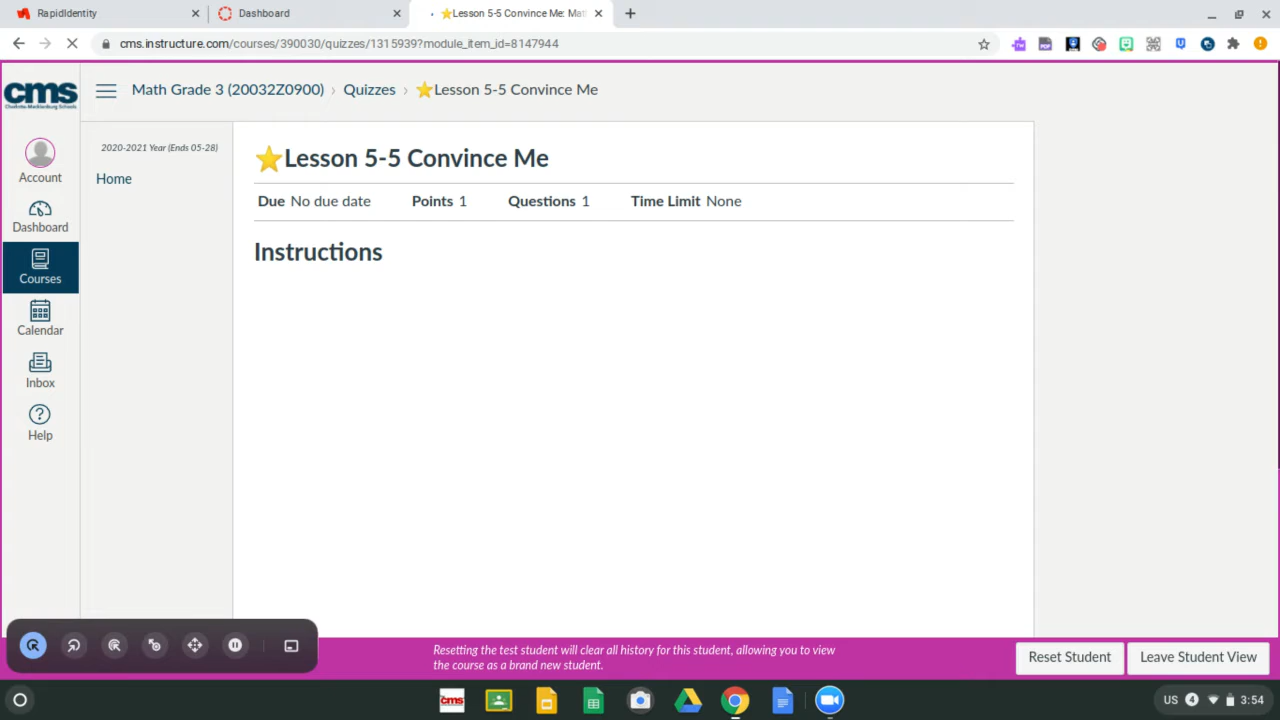 RapidIdentity
Dashboard
⭐Lesson 5-5 Convince Me: Mat
cms.instructure.com/courses/390030/quizzes/1315939?module_item_id=8147944
cms
Charlotte-Mecklenburg Schools
Math Grade 3 (20032Z0900) › Quizzes › ⭐Lesson 5-5 Convince Me
2020-2021 Year (Ends 05-28)
Home
Account
Dashboard
Courses
Calendar
Inbox
Help
⭐Lesson 5-5 Convince Me
Due No due date Points 1 Questions 1 Time Limit None
Instructions
Resetting the test student will clear all history for this student, allowing you to view
the course as a brand new student.
Reset Student
Leave Student View
cms
US 4 3:54